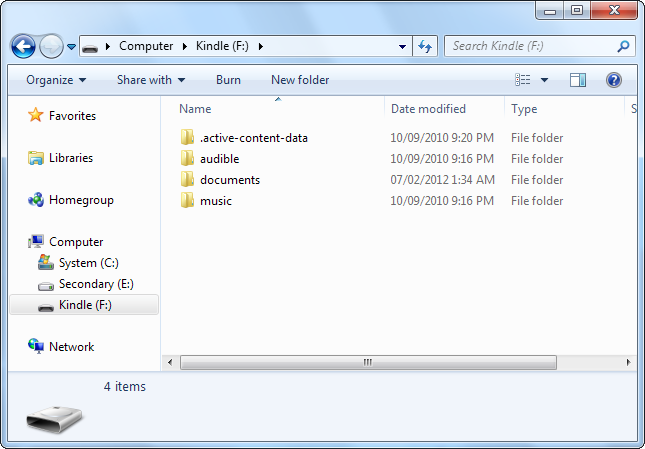 Computer Kindle (F:) Search Kindle (F:)
Organize Share with Burn New folder
Name Date modified Type S
Favorites
Libraries
Homegroup
Computer
System (C:)
Secondary (E:)
Kindle (F:)
Network
.active-content-data 10/09/2010 9:20 PM File folder
audible 10/09/2010 9:16 PM File folder
documents 07/02/2012 1:34 AM File folder
music 10/09/2010 9:16 PM File folder
4 items